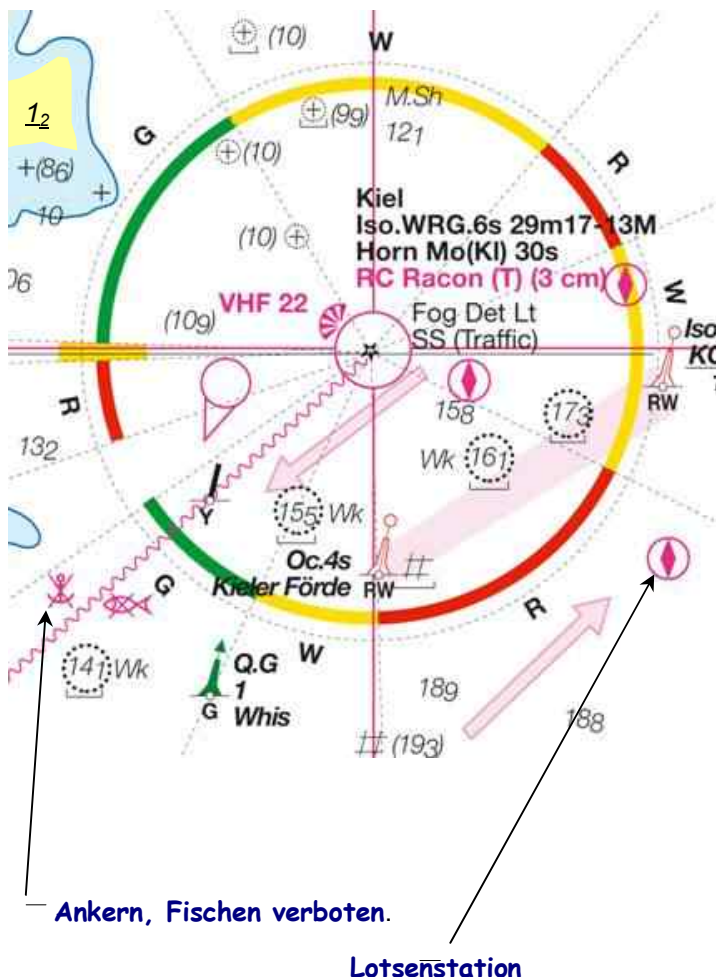 (10)
W
1₂
M.Sh
(9₉)
12₁
G
+(8₆)
(10)
R
10
Kiel
Iso.WRG.6s 29m17-13M
(10)
Horn Mo(Kl) 30s
RC Racon (T) (3 cm)
VHF 22
Fog Det Lt
W
(10₉)
SS (Traffic)
Iso
RW
R
15₈
17₃
13₂
Wk 16₁
Y
15₅ Wk
Oc.4s
Kieler Förde
RW
G
R
W
14₁ Wk
Q.G
1
Whis
G
18₉
18₈
(19₃)
Ankern, Fischen verboten.
Lotsenstation